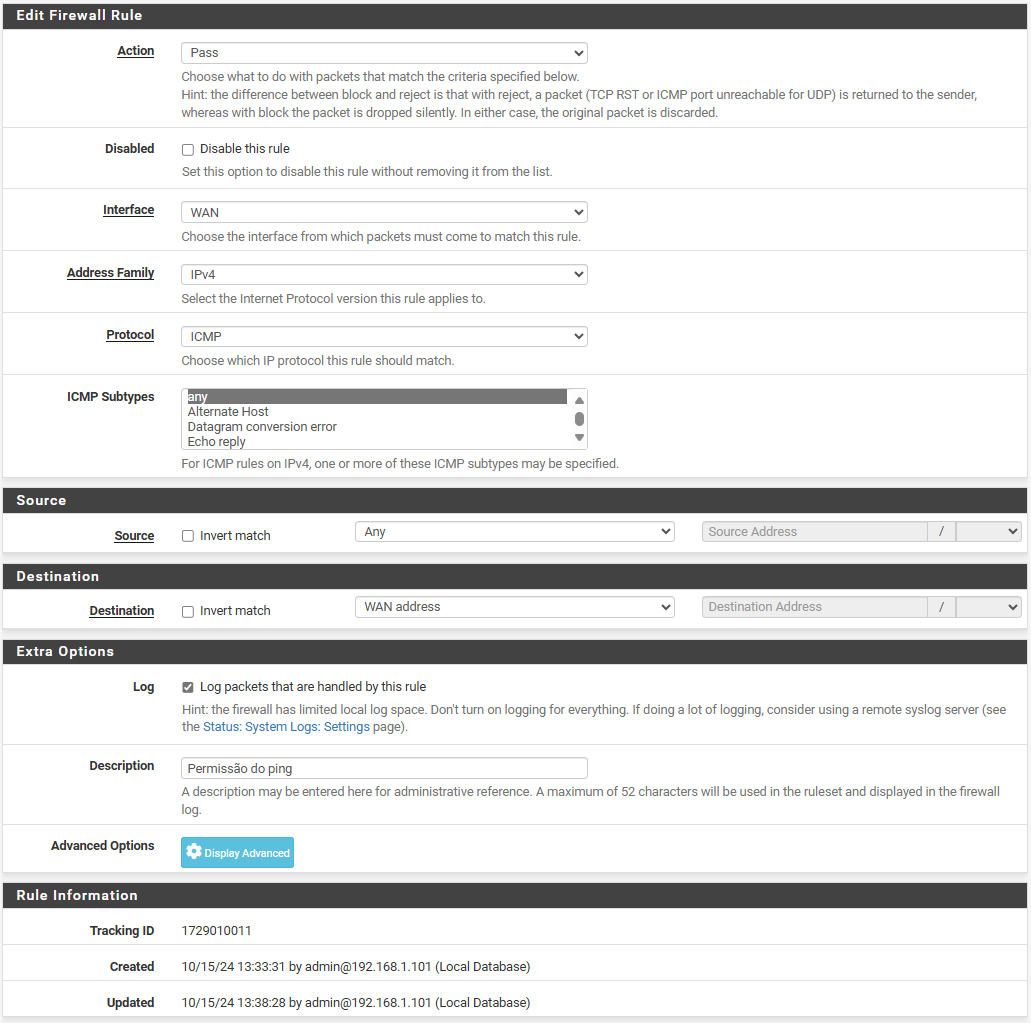 Edit Firewall Rule
Action
Pass
Choose what to do with packets that match the criteria specified below.
Hint: the difference between block and reject is that with reject, a packet (TCP RST or ICMP port unreachable for UDP) is returned to the sender,
whereas with block the packet is dropped silently. In either case, the original packet is discarded.
Disabled
Disable this rule
Set this option to disable this rule without removing it from the list.
Interface
WAN
Choose the interface from which packets must come to match this rule.
Address Family
IPv4
Select the Internet Protocol version this rule applies to.
Protocol
ICMP
Choose which IP protocol this rule should match.
ICMP Subtypes
any
Alternate Host
Datagram conversion error
Echo reply
For ICMP rules on IPv4, one or more of these ICMP subtypes may be specified.
Source
Source
Invert match
Any
Source Address
/
Destination
Destination
Invert match
WAN address
Destination Address
/
Extra Options
Log
Log packets that are handled by this rule
Hint: the firewall has limited local log space. Don't turn on logging for everything. If doing a lot of logging, consider using a remote syslog server (see
the Status: System Logs: Settings page).
Description
Permissão do ping
A description may be entered here for administrative reference. A maximum of 52 characters will be used in the ruleset and displayed in the firewall
log.
Advanced Options
Display Advanced
Rule Information
Tracking ID
1729010011
Created
10/15/24 13:33:31 by admin@192.168.1.101 (Local Database)
Updated
10/15/24 13:38:28 by admin@192.168.1.101 (Local Database)